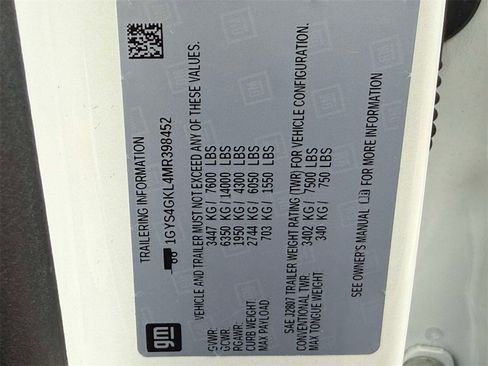 TRAILERING INFORMATION
1GYS4GKL4MR398452
VEHICLE AND TRAILER MUST NOT EXCEED ANY OF THESE VALUES.
GVWR: 3447 KG / 7600 LBS
GCWR: 6350 KG / 14000 LBS
RGAWR: 1950 KG / 4300 LBS
CURB WEIGHT 2744 KG / 6050 LBS
MAX PAYLOAD 703 KG / 1550 LBS
SAE J2807 TRAILER WEIGHT RATING (TWR) FOR VEHICLE CONFIGURATION.
CONVENTIONAL TWR: 3402 KG / 7500 LBS
MAX TONGUE WEIGHT: 340 KG / 750 LBS
SEE OWNER'S MANUAL FOR MORE INFORMATION
gm